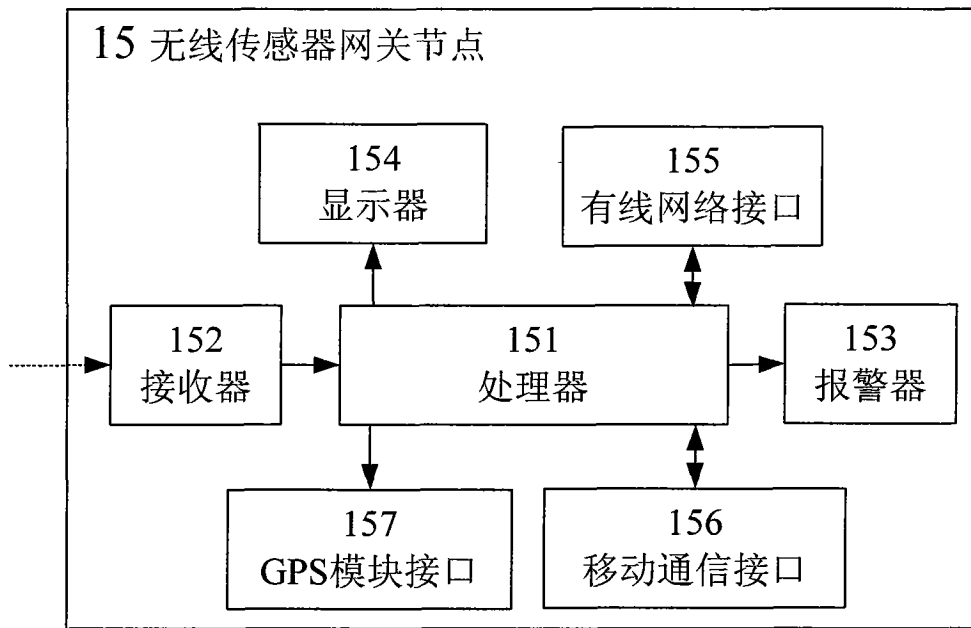 15 无线传感器网关节点
154
显示器
155
有线网络接口
152
接收器
151
处理器
153
报警器
157
GPS模块接口
156
移动通信接口